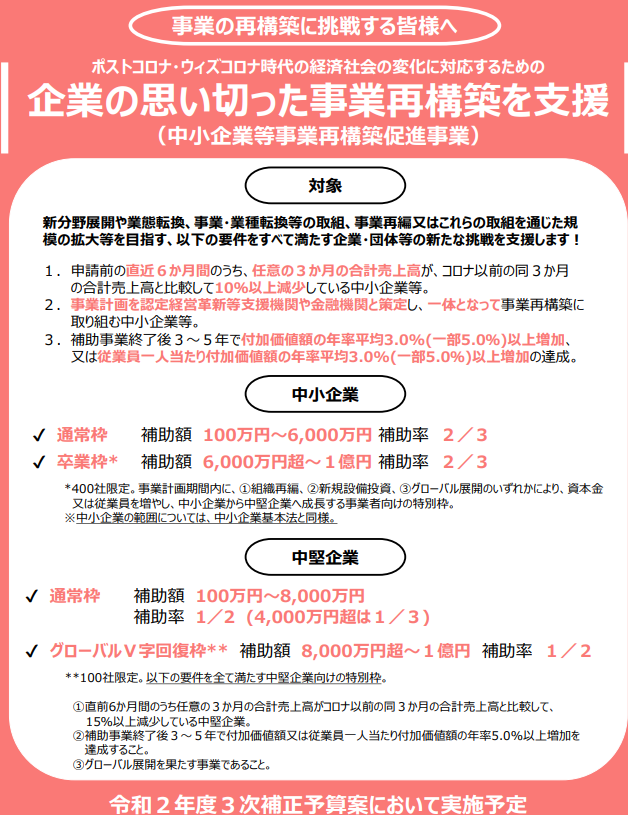 事業の再構築に挑戦する皆様へ
ポストコロナ・ウィズコロナ時代の経済社会の変化に対応するための
企業の思い切った事業再構築を支援
（中小企業等事業再構築促進事業）
対象
新分野展開や業態転換、事業・業種転換等の取組、事業再編又はこれらの取組を通じた規
模の拡大等を目指す、以下の要件をすべて満たす企業・団体等の新たな挑戦を支援します！
１．申請前の直近６か月間のうち、任意の３か月の合計売上高が、コロナ以前の同３か月
の合計売上高と比較して10%以上減少している中小企業等。
２．事業計画を認定経営革新等支援機関や金融機関と策定し、一体となって事業再構築に
取り組む中小企業等。
３．補助事業終了後３～５年で付加価値額の年率平均3.0%(一部5.0%)以上増加、
又は従業員一人当たり付加価値額の年率平均3.0%(一部5.0%)以上増加の達成。
中小企業
✓ 通常枠 補助額 100万円～6,000万円 補助率 ２／３
✓ 卒業枠* 補助額 6,000万円超～１億円 補助率 ２／３
*400社限定。事業計画期間内に、①組織再編、②新規設備投資、③グローバル展開のいずれかにより、資本金
又は従業員を増やし、中小企業から中堅企業へ成長する事業者向けの特別枠。
※中小企業の範囲については、中小企業基本法と同様。
中堅企業
✓ 通常枠 補助額 100万円～8,000万円
補助率 １／２ (4,000万円超は１／３)
✓ グローバルＶ字回復枠** 補助額 8,000万円超～１億円 補助率 １／２
**100社限定。以下の要件を全て満たす中堅企業向けの特別枠。
①直前6か月間のうち任意の３か月の合計売上高がコロナ以前の同３か月の合計売上高と比較して、
15%以上減少している中堅企業。
②補助事業終了後３～５年で付加価値額又は従業員一人当たり付加価値額の年率5.0%以上増加を
達成すること。
③グローバル展開を果たす事業であること。
令和２年度３次補正予算案において実施予定